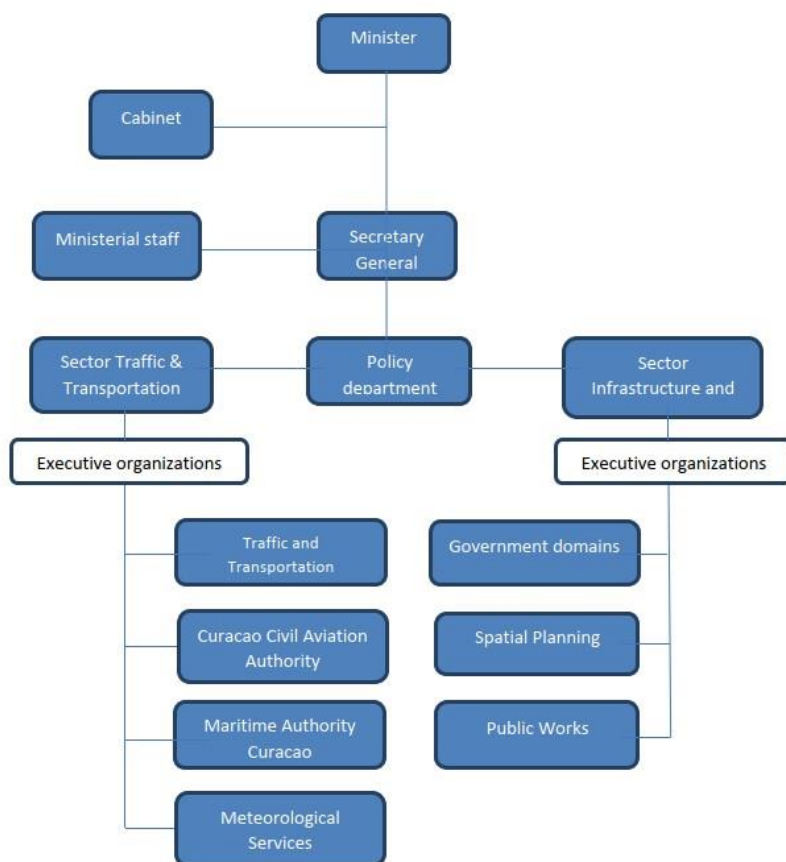 Minister
Cabinet
Ministerial staff
Secretary
General
Sector Traffic &
Transportation
Policy
department
Sector
Infrastructure and
Executive organizations
Executive organizations
Traffic and
Transportation
Government domains
Curacao Civil Aviation
Authority
Spatial Planning
Maritime Authority
Curacao
Public Works
Meteorological
Services